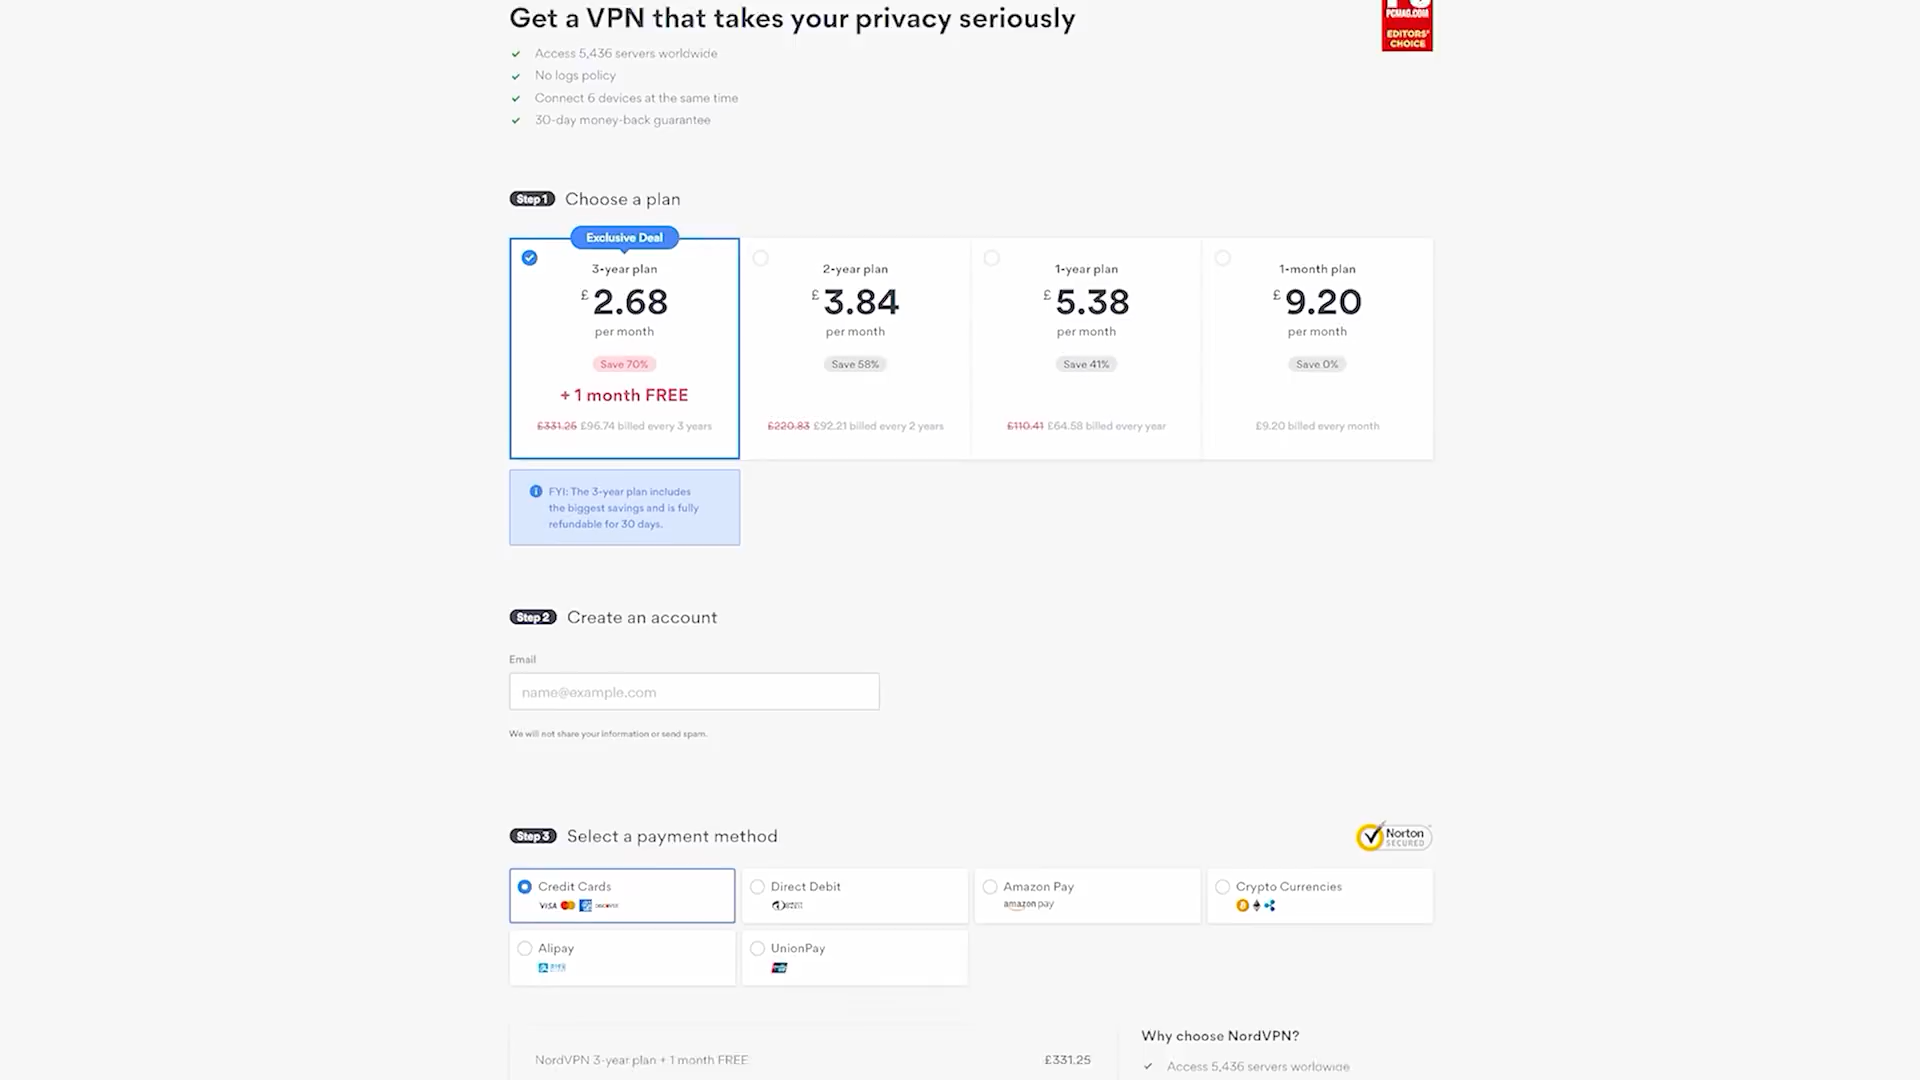 Get a VPN that takes your privacy seriously
PCMAG.COM
EDITORS'
CHOICE
Access 5,436 servers worldwide
No logs policy
Connect 6 devices at the same time
30-day money-back guarantee
Step 1 Choose a plan
Exclusive Deal
3-year plan
£2.68
per month
Save 70%
+ 1 month FREE
£331.25 £96.74 billed every 3 years
2-year plan
£3.84
per month
Save 58%
£220.83 £92.21 billed every 2 years
1-year plan
£5.38
per month
Save 41%
£110.41 £64.58 billed every year
1-month plan
£9.20
per month
Save 0%
£9.20 billed every month
FYI: The 3-year plan includes
the biggest savings and is fully
refundable for 30 days.
Step 2 Create an account
Email
name@example.com
We will not share your information or send spam.
Step 3 Select a payment method
Norton
SECURED
Credit Cards
VISA DISCOVER
Direct Debit
Amazon Pay
amazon pay
Crypto Currencies
Alipay
UnionPay
NordVPN 3-year plan + 1 month FREE £331.25
Why choose NordVPN?
Access 5,436 servers worldwide